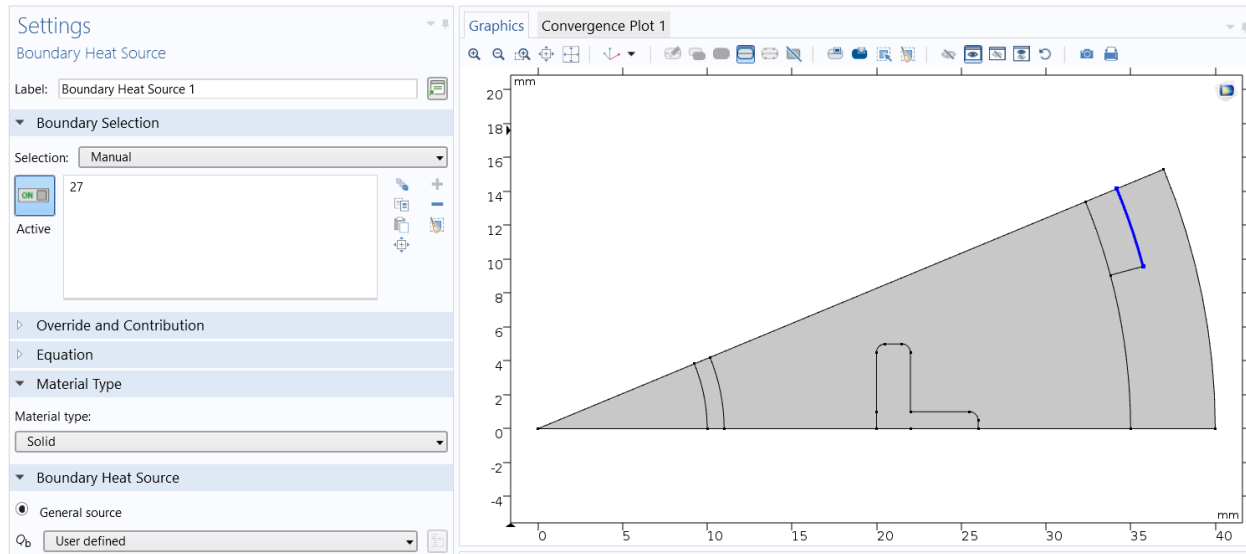 Settings
Boundary Heat Source
Label: Boundary Heat Source 1
Boundary Selection
Selection: Manual
27
ON
Active
Override and Contribution
Equation
Material Type
Material type:
Solid
Boundary Heat Source
General source
Qb User defined
Graphics Convergence Plot 1
mm
20
18
16
14
12
10
8
6
4
2
0
-2
-4
mm
0 5 10 15 20 25 30 35 40